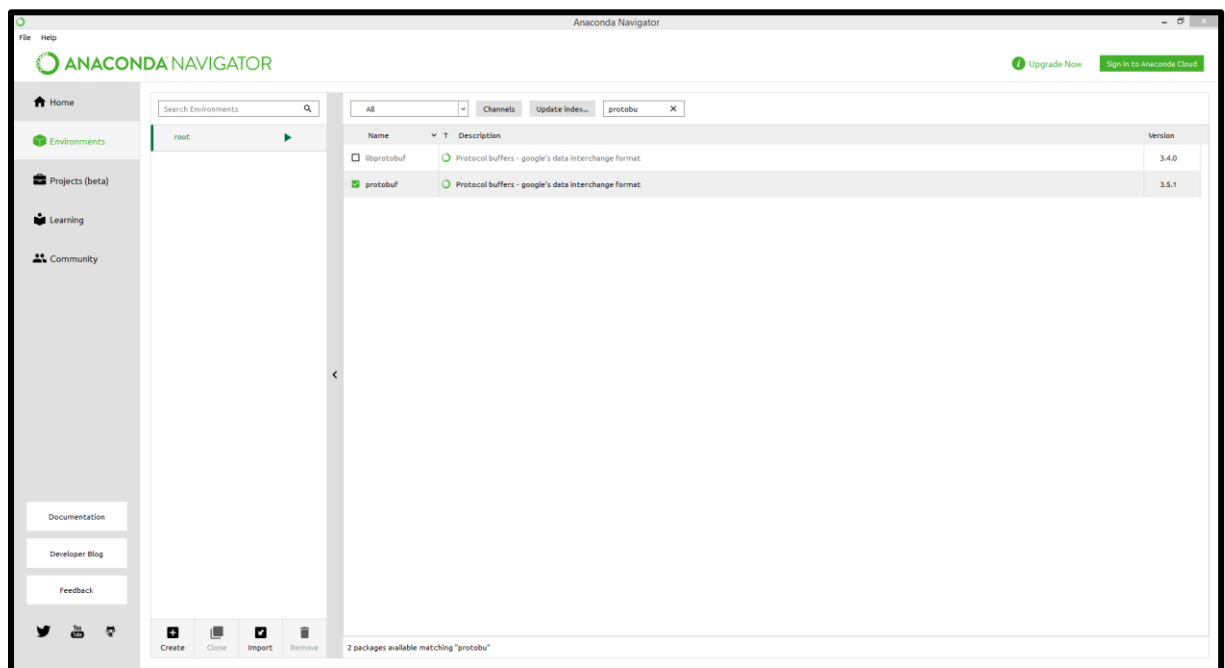 Anaconda Navigator
File Help
ANACONDA NAVIGATOR
Upgrade Now
Sign in to Anaconda Cloud
Home
Environments
Projects (beta)
Learning
Community
Documentation
Developer Blog
Feedback
You Tube
Search Environments
root
Create Clone Import Remove
All Channels Update index... protobu X
Name T Description Version
libprotobuf Protocol buffers - google's data interchange format 3.4.0
protobuf Protocol buffers - google's data interchange format 3.5.1
2 packages available matching "protobu"